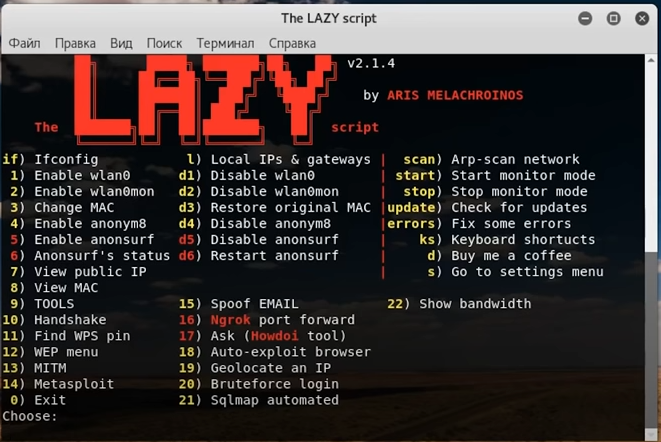 The LAZY script
Файл Правка Вид Поиск Терминал Справка
LAZY v2.1.4
by ARIS MELACHROINOS
The script
if) Ifconfig l) Local IPs & gateways | scan) Arp-scan network
1) Enable wlan0 d1) Disable wlan0 | start) Start monitor mode
2) Enable wlan0mon d2) Disable wlan0mon | stop) Stop monitor mode
3) Change MAC d3) Restore original MAC |update) Check for updates
4) Enable anonym8 d4) Disable anonym8 |errors) Fix some errors
5) Enable anonsurf d5) Disable anonsurf | ks) Keyboard shortucts
6) Anonsurf's status d6) Restart anonsurf | d) Buy me a coffee
7) View public IP | s) Go to settings menu
8) View MAC
9) TOOLS 15) Spoof EMAIL 22) Show bandwidth
10) Handshake 16) Ngrok port forward
11) Find WPS pin 17) Ask (Howdoi tool)
12) WEP menu 18) Auto-exploit browser
13) MITM 19) Geolocate an IP
14) Metasploit 20) Bruteforce login
0) Exit 21) Sqlmap automated
Choose: